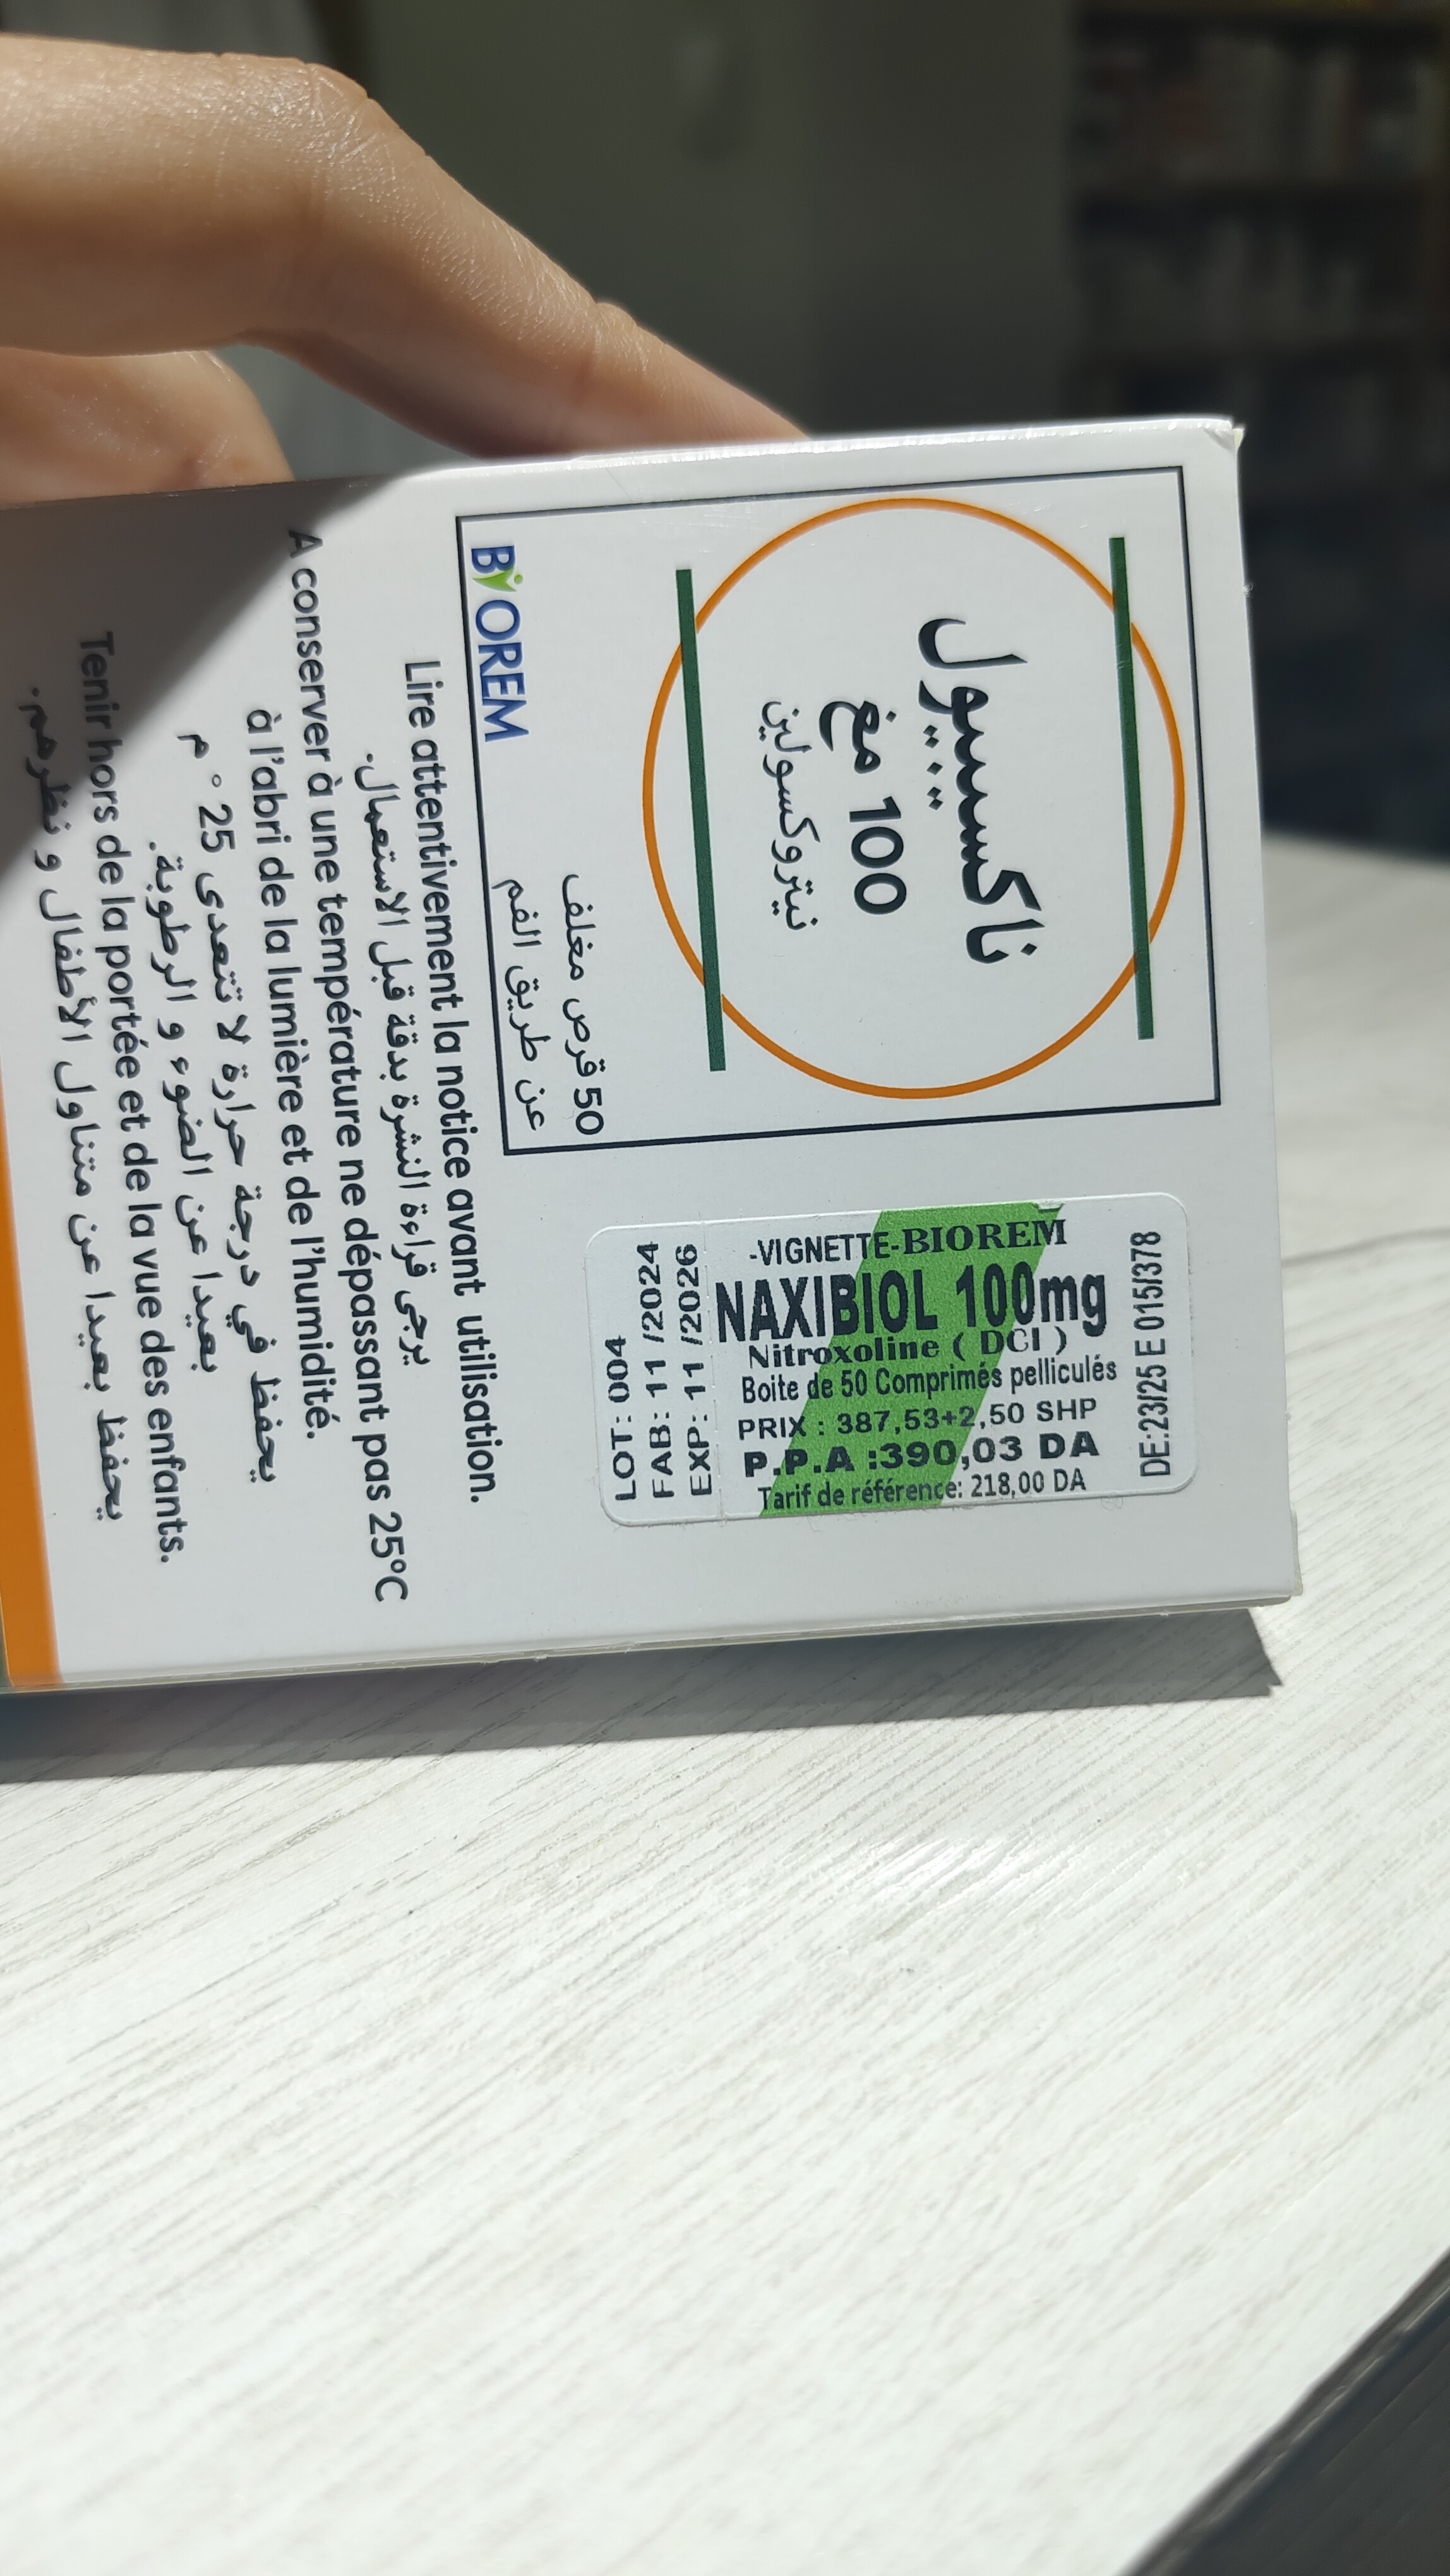 ناكسيبيول
100 مغ
نيتروكسولين
50 قرص مغلف
عن طريق الفم
BIOREM
Lire attentivement la notice avant utilisation.
يرجى قراءة النشرة بدقة قبل الاستعمال.
A conserver à une température ne dépassant pas 25°C
à l'abri de la lumière et de l'humidité.
يحفظ في درجة حرارة لا تتعدى 25 ° م
بعيدا عن الضوء و الرطوبة.
Tenir hors de la portée et de la vue des enfants.
يحفظ بعيدا عن متناول الأطفال و نظرهم.
-VIGNETTE-BIOREM
NAXIBIOL 100mg
Nitroxoline ( DCI )
Boite de 50 Comprimés pelliculés
PRIX : 387,53+2,50 SHP
P.P.A :390,03 DA
Tarif de référence: 218,00 DA
LOT : 004
FAB: 11 /2024
EXP: 11 /2026
DE:23/25 E 015/378